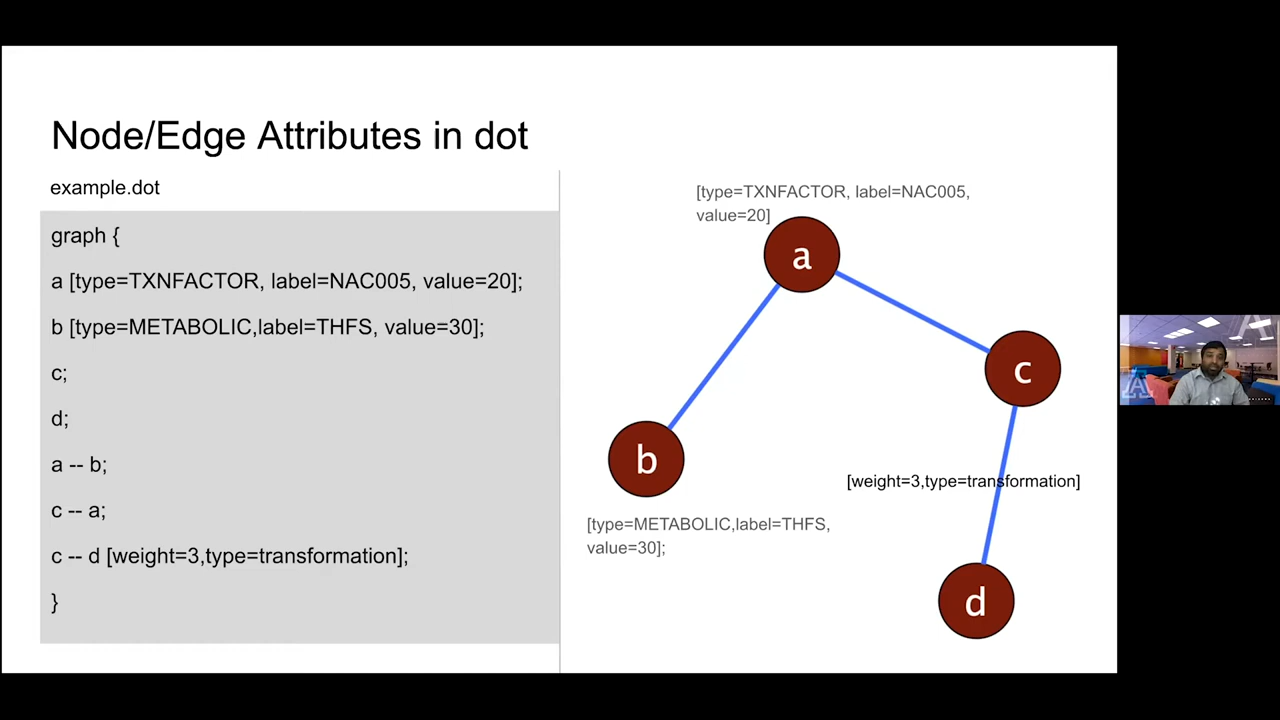 Node/Edge Attributes in dot
example.dot
graph {
a [type=TXNFACTOR, label=NAC005, value=20];
b [type=METABOLIC,label=THFS, value=30];
c;
d;
a -- b;
c -- a;
c -- d [weight=3,type=transformation];
}
[type=TXNFACTOR, label=NAC005,
value=20]
a
c
b
[weight=3,type=transformation]
[type=METABOLIC,label=THFS,
value=30];
d
A
A